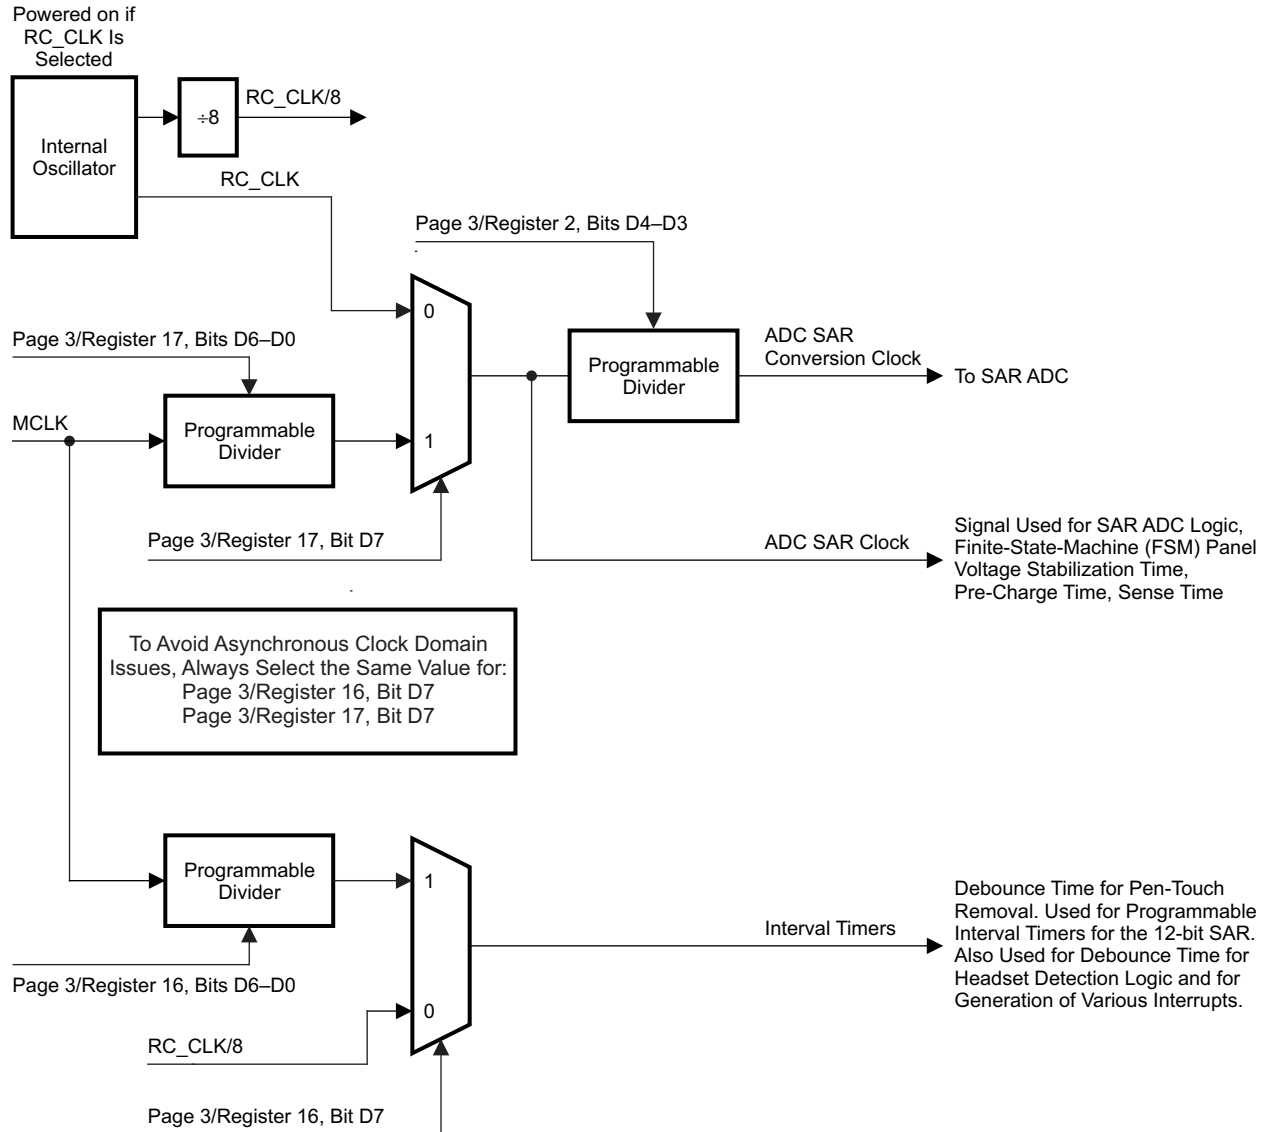 Powered on if
RC_CLK Is
Selected
Internal
Oscillator
÷8
RC_CLK/8
RC_CLK
Page 3/Register 2, Bits D4–D3
0
Page 3/Register 17, Bits D6–D0
Programmable
Divider
ADC SAR
Conversion Clock
To SAR ADC
MCLK
Programmable
Divider
1
Page 3/Register 17, Bit D7
ADC SAR Clock
Signal Used for SAR ADC Logic,
Finite-State-Machine (FSM) Panel
Voltage Stabilization Time,
Pre-Charge Time, Sense Time
To Avoid Asynchronous Clock Domain
Issues, Always Select the Same Value for:
Page 3/Register 16, Bit D7
Page 3/Register 17, Bit D7
Programmable
Divider
1
Interval Timers
Debounce Time for Pen-Touch
Removal. Used for Programmable
Interval Timers for the 12-bit SAR.
Also Used for Debounce Time for
Headset Detection Logic and for
Generation of Various Interrupts.
Page 3/Register 16, Bits D6–D0
0
RC_CLK/8
Page 3/Register 16, Bit D7